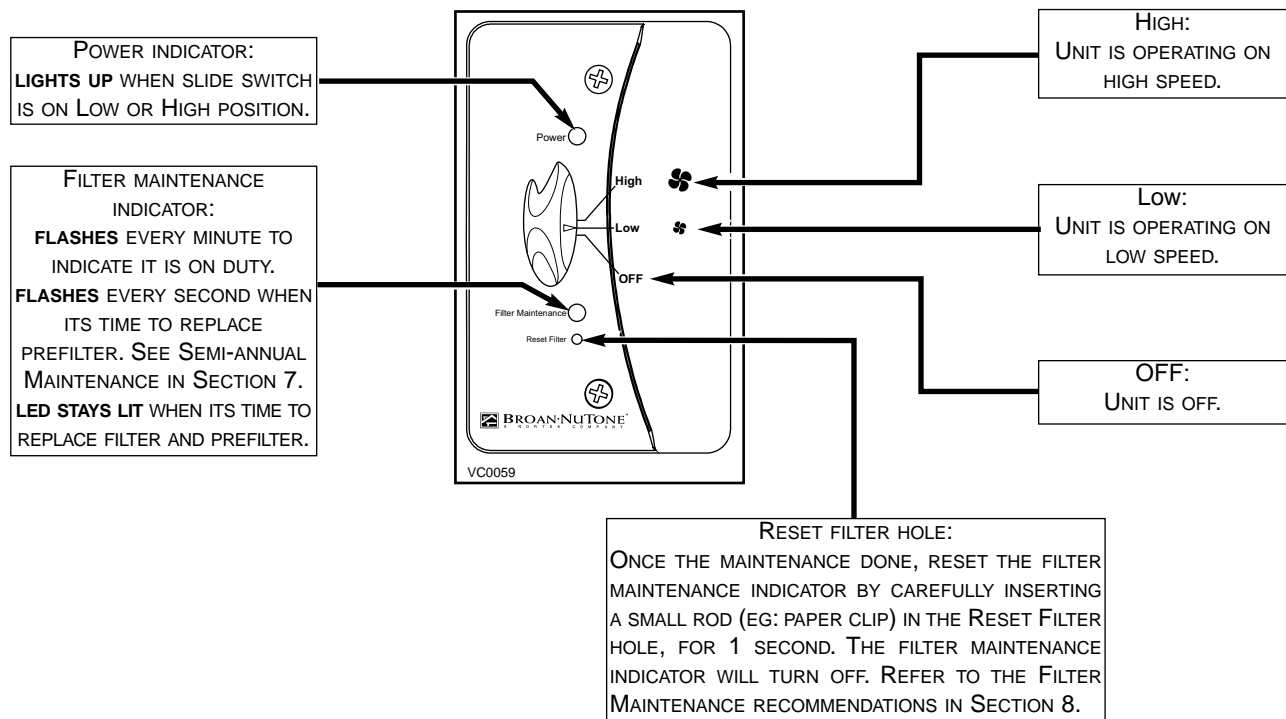 POWER INDICATOR:
LIGHTS UP WHEN SLIDE SWITCH
IS ON LOW OR HIGH POSITION.
FILTER MAINTENANCE
INDICATOR:
FLASHES EVERY MINUTE TO
INDICATE IT IS ON DUTY.
FLASHES EVERY SECOND WHEN
ITS TIME TO REPLACE
PREFILTER. SEE SEMI-ANNUAL
MAINTENANCE IN SECTION 7.
LED STAYS LIT WHEN ITS TIME TO
REPLACE FILTER AND PREFILTER.
Power
High
Low
OFF
Filter Maintenance
Reset Filter
BROAN·NUTONE™
A NORTEK COMPANY
VC0059
HIGH:
UNIT IS OPERATING ON
HIGH SPEED.
LOW:
UNIT IS OPERATING ON
LOW SPEED.
OFF:
UNIT IS OFF.
RESET FILTER HOLE:
ONCE THE MAINTENANCE DONE, RESET THE FILTER
MAINTENANCE INDICATOR BY CAREFULLY INSERTING
A SMALL ROD (EG: PAPER CLIP) IN THE RESET FILTER
HOLE, FOR 1 SECOND. THE FILTER MAINTENANCE
INDICATOR WILL TURN OFF. REFER TO THE FILTER
MAINTENANCE RECOMMENDATIONS IN SECTION 8.